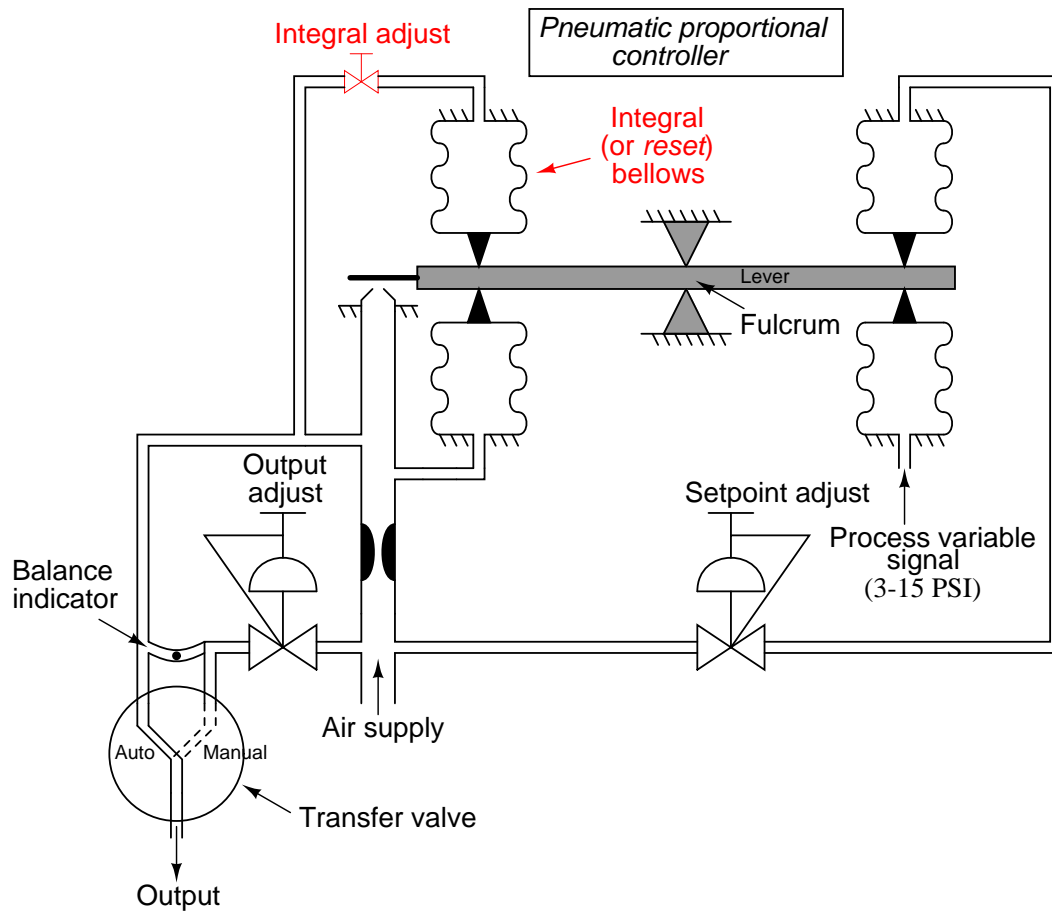 Integral adjust
Pneumatic proportional
controller
Integral
(or reset)
bellows
Lever
Fulcrum
Output
adjust
Setpoint adjust
Process variable
signal
(3-15 PSI)
Balance
indicator
Air supply
Auto
Manual
Transfer valve
Output